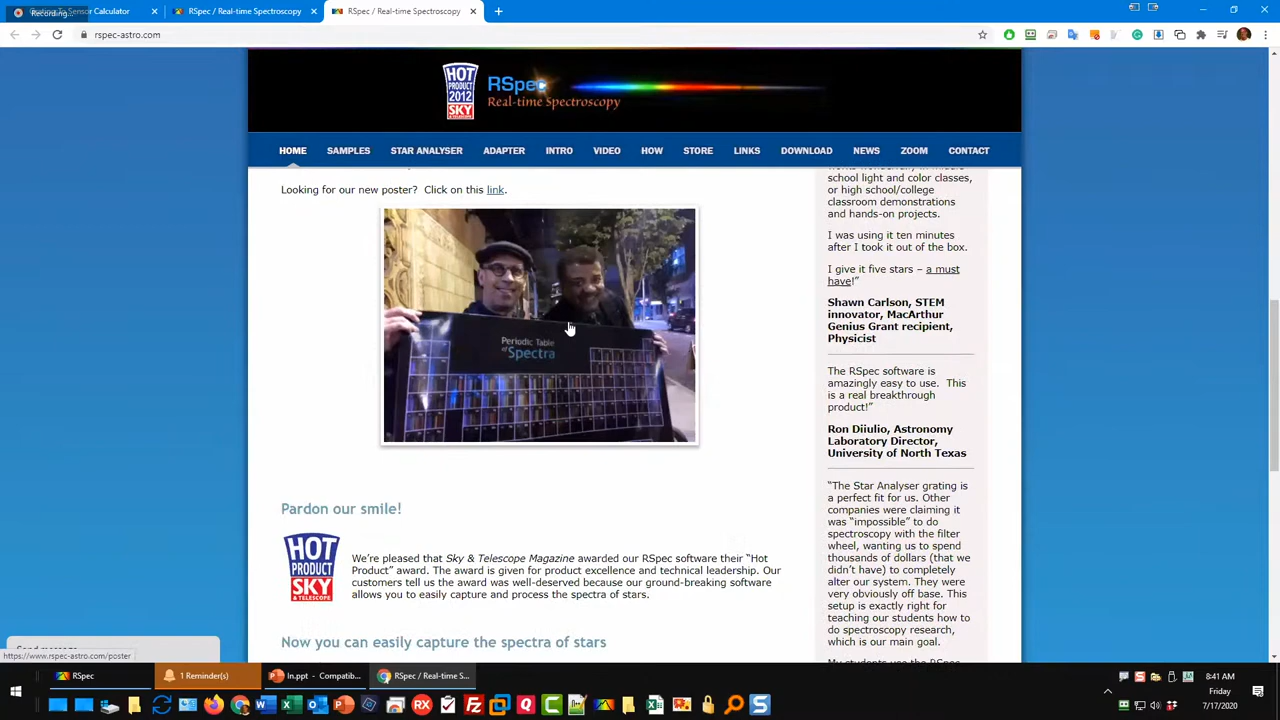 Recording...
To Sensor Calculator
RSpec / Real-time Spectroscopy
RSpec / Real-time Spectroscopy
rspec-astro.com
HOT
PRODUCT
2012
SKY
& TELESCOPE
RSpec
Real-time Spectroscopy
HOME SAMPLES STAR ANALYSER ADAPTER INTRO VIDEO HOW STORE LINKS DOWNLOAD NEWS ZOOM CONTACT
Looking for our new poster? Click on this link.
Periodic Table
of Spectra
Pardon our smile!
HOT
PRODUCT
SKY
& TELESCOPE
We're pleased that Sky & Telescope Magazine awarded our RSpec software their "Hot
Product" award. The award is given for product excellence and technical leadership. Our
customers tell us the award was well-deserved because our ground-breaking software
allows you to easily capture and process the spectra of stars.
Now you can easily capture the spectra of stars
school light and color classes,
or high school/college
classroom demonstrations
and hands-on projects.
I was using it ten minutes
after I took it out of the box.
I give it five stars – a must
have!"
Shawn Carlson, STEM
innovator, MacArthur
Genius Grant recipient,
Physicist
The RSpec software is
amazingly easy to use. This
is a real breakthrough
product!"
Ron Diiulio, Astronomy
Laboratory Director,
University of North Texas
"The Star Analyser grating is
a perfect fit for us. Other
companies were claiming it
was "impossible" to do
spectroscopy with the filter
wheel, wanting us to spend
thousands of dollars (that we
didn't have) to completely
alter our system. They were
very obviously off base. This
setup is exactly right for
teaching our students how to
do spectroscopy research,
which is our main goal.
My students use the RSpec
https://www.rspec-astro.com/poster
RSpec
1 Reminder(s)
In.ppt - Compatib...
RSpec / Real-time S...
8:41 AM
Friday
7/17/2020